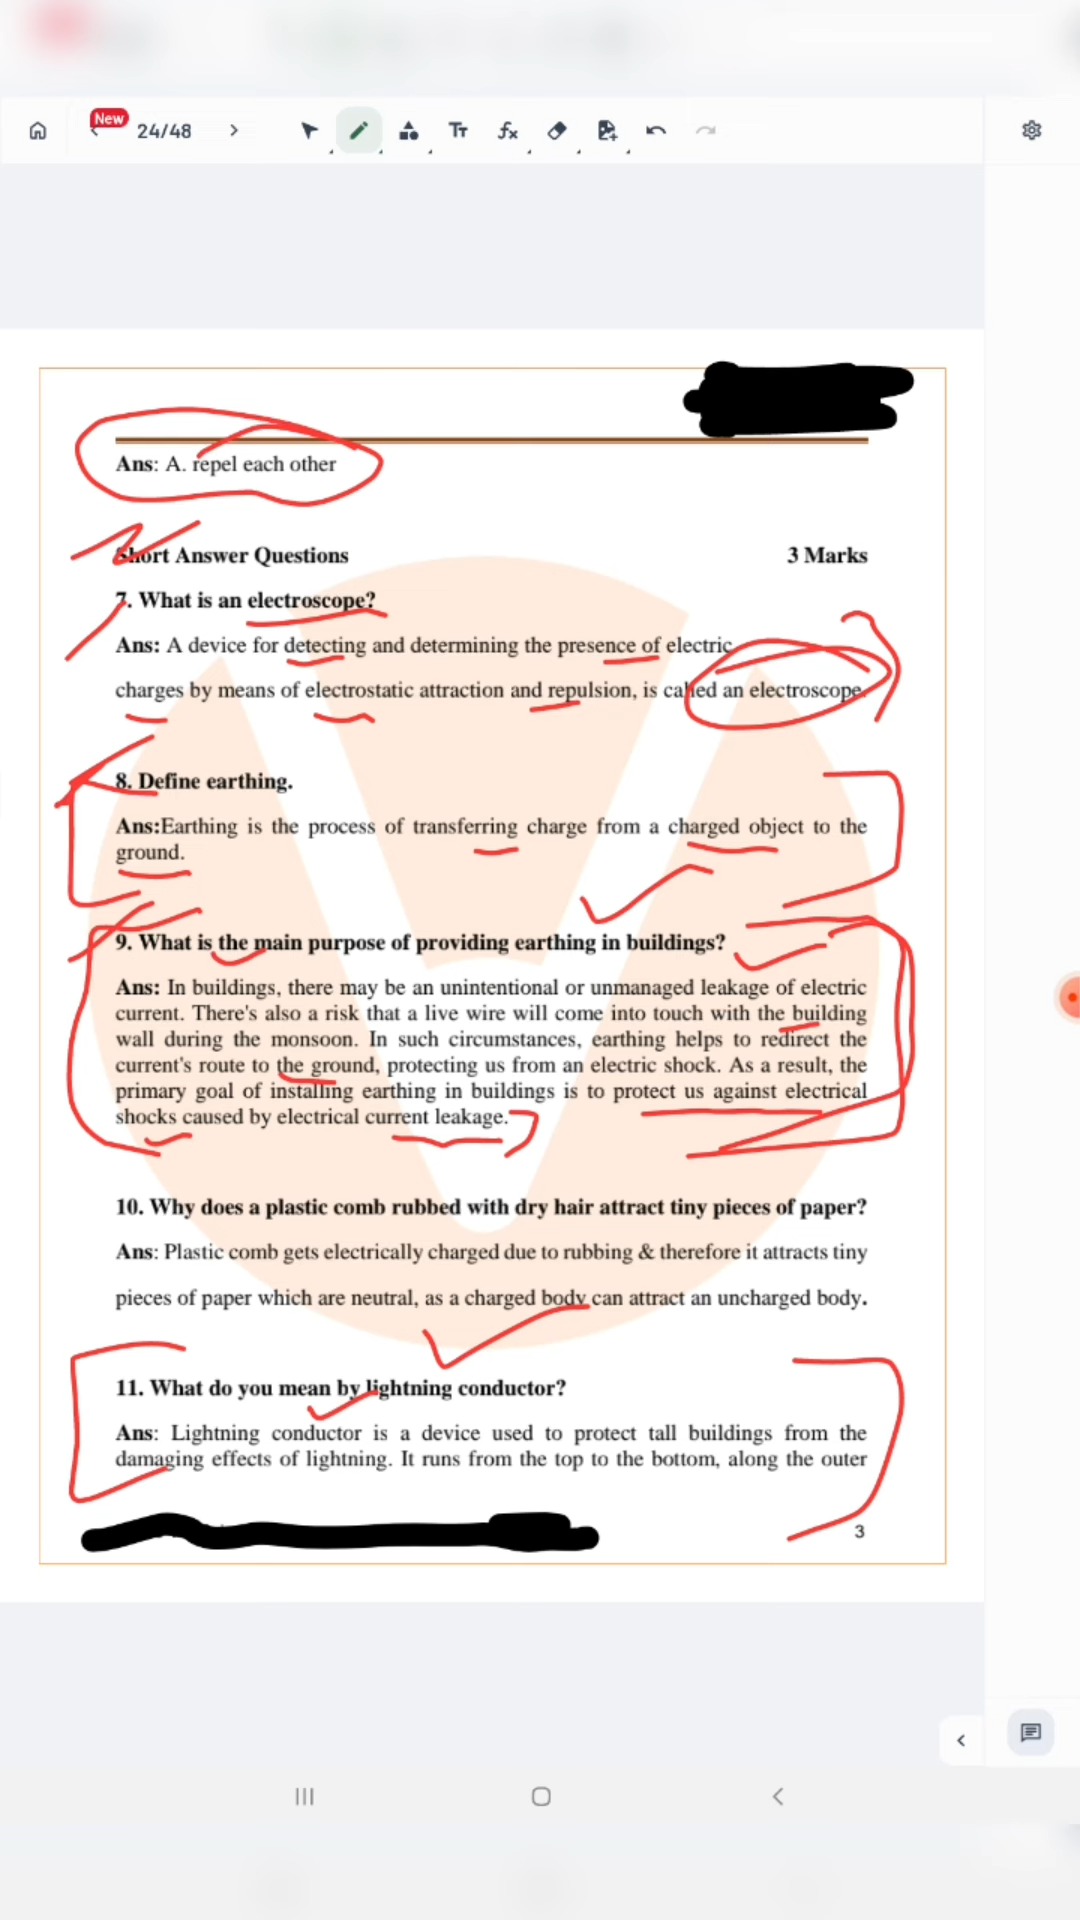 New
24/48
Ans: A. repel each other
Short Answer Questions 3 Marks
7. What is an electroscope?
Ans: A device for detecting and determining the presence of electric
charges by means of electrostatic attraction and repulsion, is called an electroscope.
8. Define earthing.
Ans:Earthing is the process of transferring charge from a charged object to the
ground.
9. What is the main purpose of providing earthing in buildings?
Ans: In buildings, there may be an unintentional or unmanaged leakage of electric
current. There's also a risk that a live wire will come into touch with the building
wall during the monsoon. In such circumstances, earthing helps to redirect the
current's route to the ground, protecting us from an electric shock. As a result, the
primary goal of installing earthing in buildings is to protect us against electrical
shocks caused by electrical current leakage.
10. Why does a plastic comb rubbed with dry hair attract tiny pieces of paper?
Ans: Plastic comb gets electrically charged due to rubbing & therefore it attracts tiny
pieces of paper which are neutral, as a charged body can attract an uncharged body.
11. What do you mean by lightning conductor?
Ans: Lightning conductor is a device used to protect tall buildings from the
damaging effects of lightning. It runs from the top to the bottom, along the outer
3